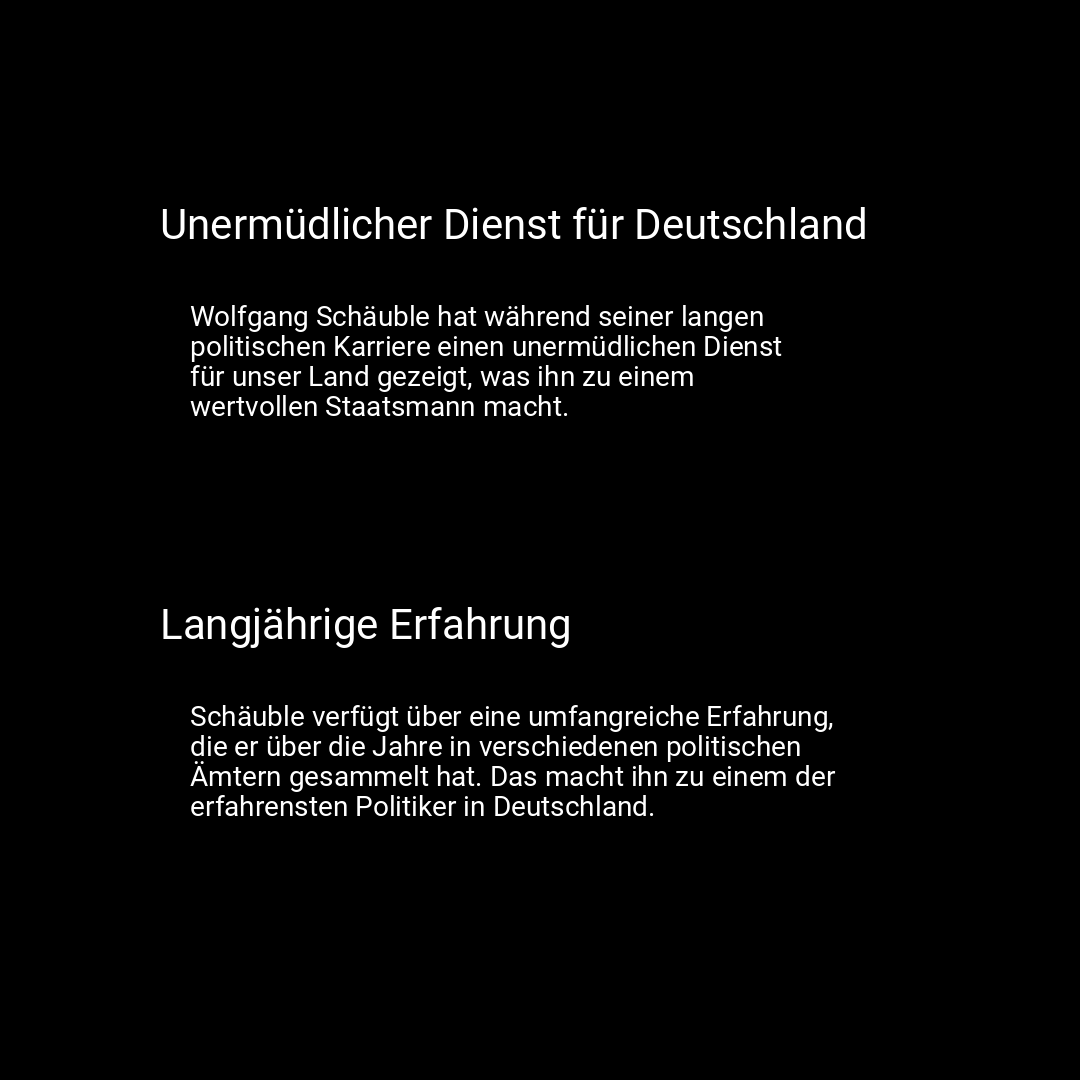 Unermüdlicher Dienst für Deutschland
Wolfgang Schäuble hat während seiner langen
politischen Karriere einen unermüdlichen Dienst
für unser Land gezeigt, was ihn zu einem
wertvollen Staatsmann macht.
Langjährige Erfahrung
Schäuble verfügt über eine umfangreiche Erfahrung,
die er über die Jahre in verschiedenen politischen
Ämtern gesammelt hat. Das macht ihn zu einem der
erfahrensten Politiker in Deutschland.